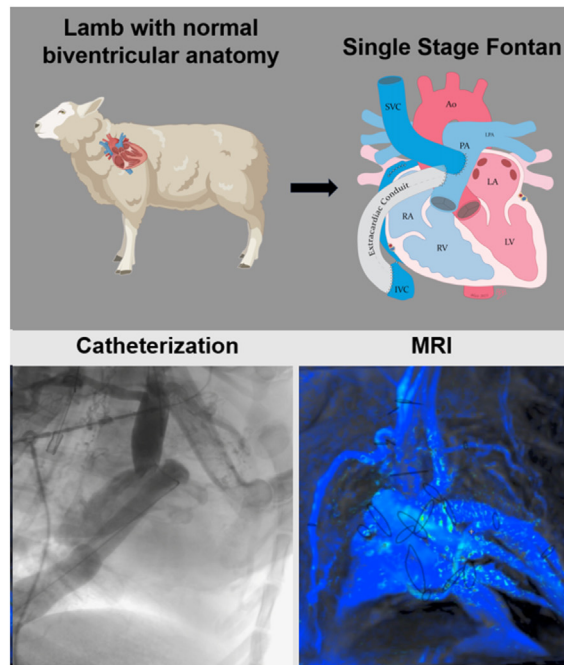 Lamb with normal
biventricular anatomy
Single Stage Fontan
SVC
Ao
LPA
PA
LA
Extracardiac Conduit
RA
RV
LV
IVC
Catheterization
MRI